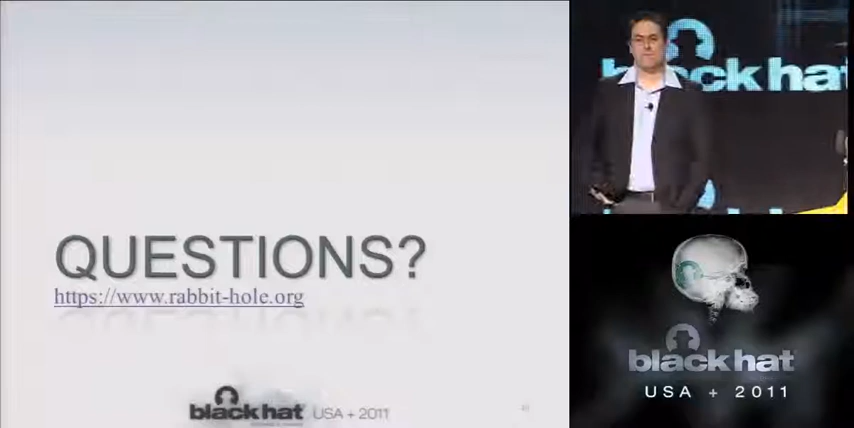 QUESTIONS?
https://www.rabbit-hole.org
black hat USA + 2011
black hat
black hat
USA + 2011